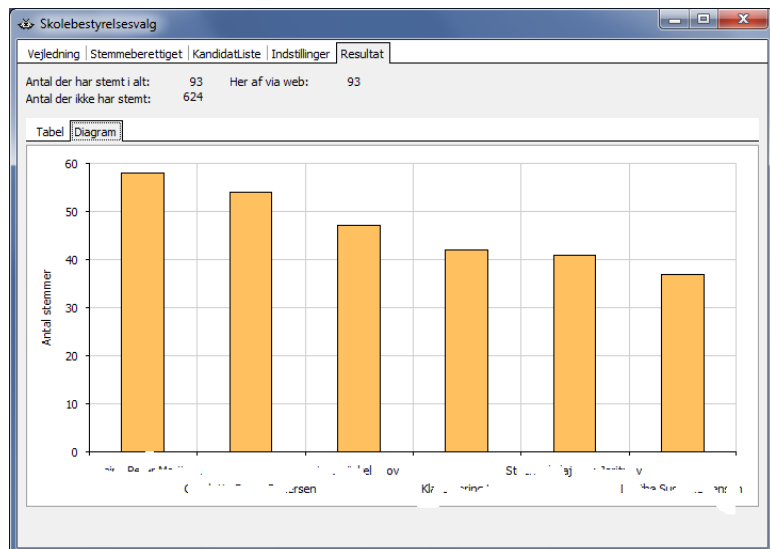 Skolebestyrelsesvalg
Vejledning Stemmeberettiget KandidatListe Indstillinger Resultat
Antal der har stemt i alt: 93 Her af via web: 93
Antal der ikke har stemt: 624
Tabel Diagram
60
50
40
30
20
10
0
Antal stemmer